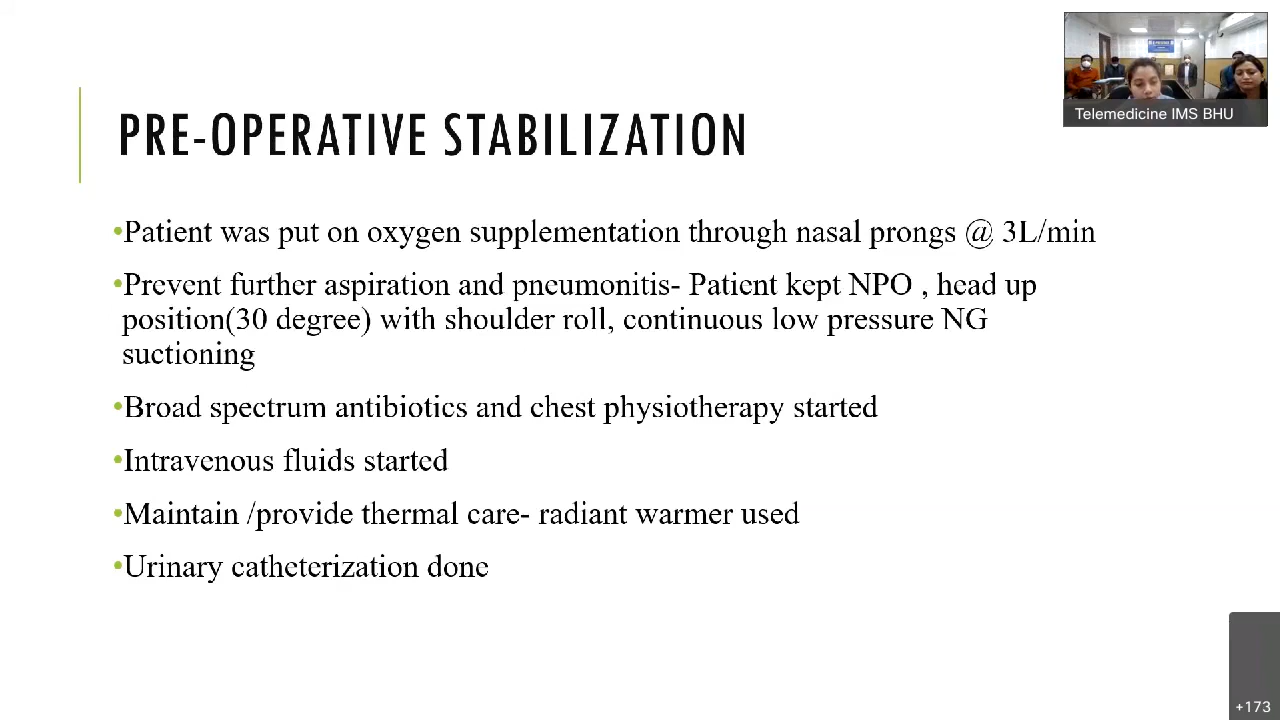 Telemedicine IMS BHU
PRE-OPERATIVE STABILIZATION
•Patient was put on oxygen supplementation through nasal prongs @ 3L/min
•Prevent further aspiration and pneumonitis- Patient kept NPO , head up
position(30 degree) with shoulder roll, continuous low pressure NG
suctioning
•Broad spectrum antibiotics and chest physiotherapy started
•Intravenous fluids started
•Maintain /provide thermal care- radiant warmer used
•Urinary catheterization done
+173